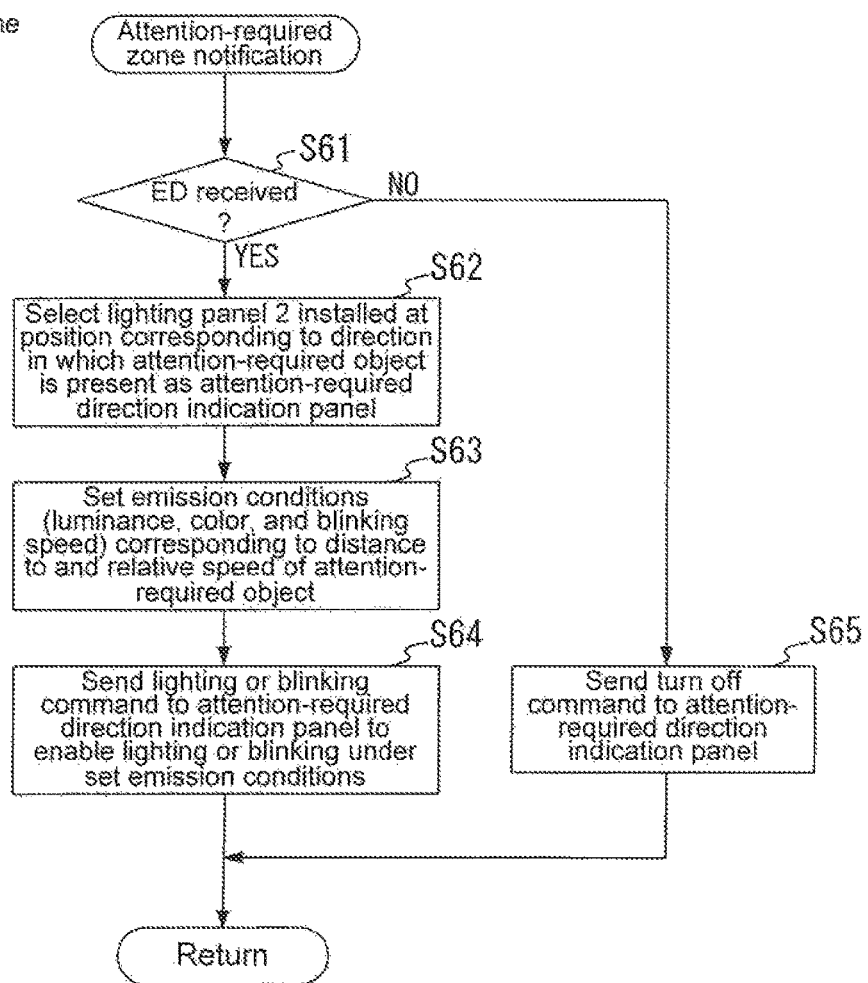 Attention-required
zone notification
S61
ED received
?
NO
YES
S62
Select lighting panel 2 installed at
position corresponding to direction
in which attention-required object
is present as attention-required
direction indication panel
S63
Set emission conditions
(luminance, color, and blinking
speed) corresponding to distance
to and relative speed of attention-
required object
S64
Send lighting or blinking
command to attention-required
direction indication panel to
enable lighting or blinking under
set emission conditions
S65
Send turn off
command to attention-
required direction
indication panel
Return